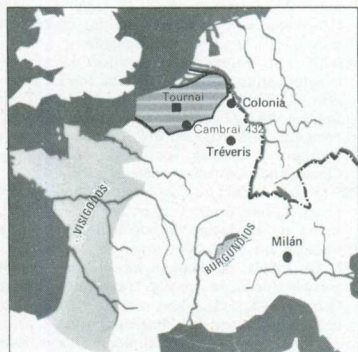 Tournai
Colonia
Cambrai 432
Tréveris
VISIGODOS
BURGUNDIOS
Milán